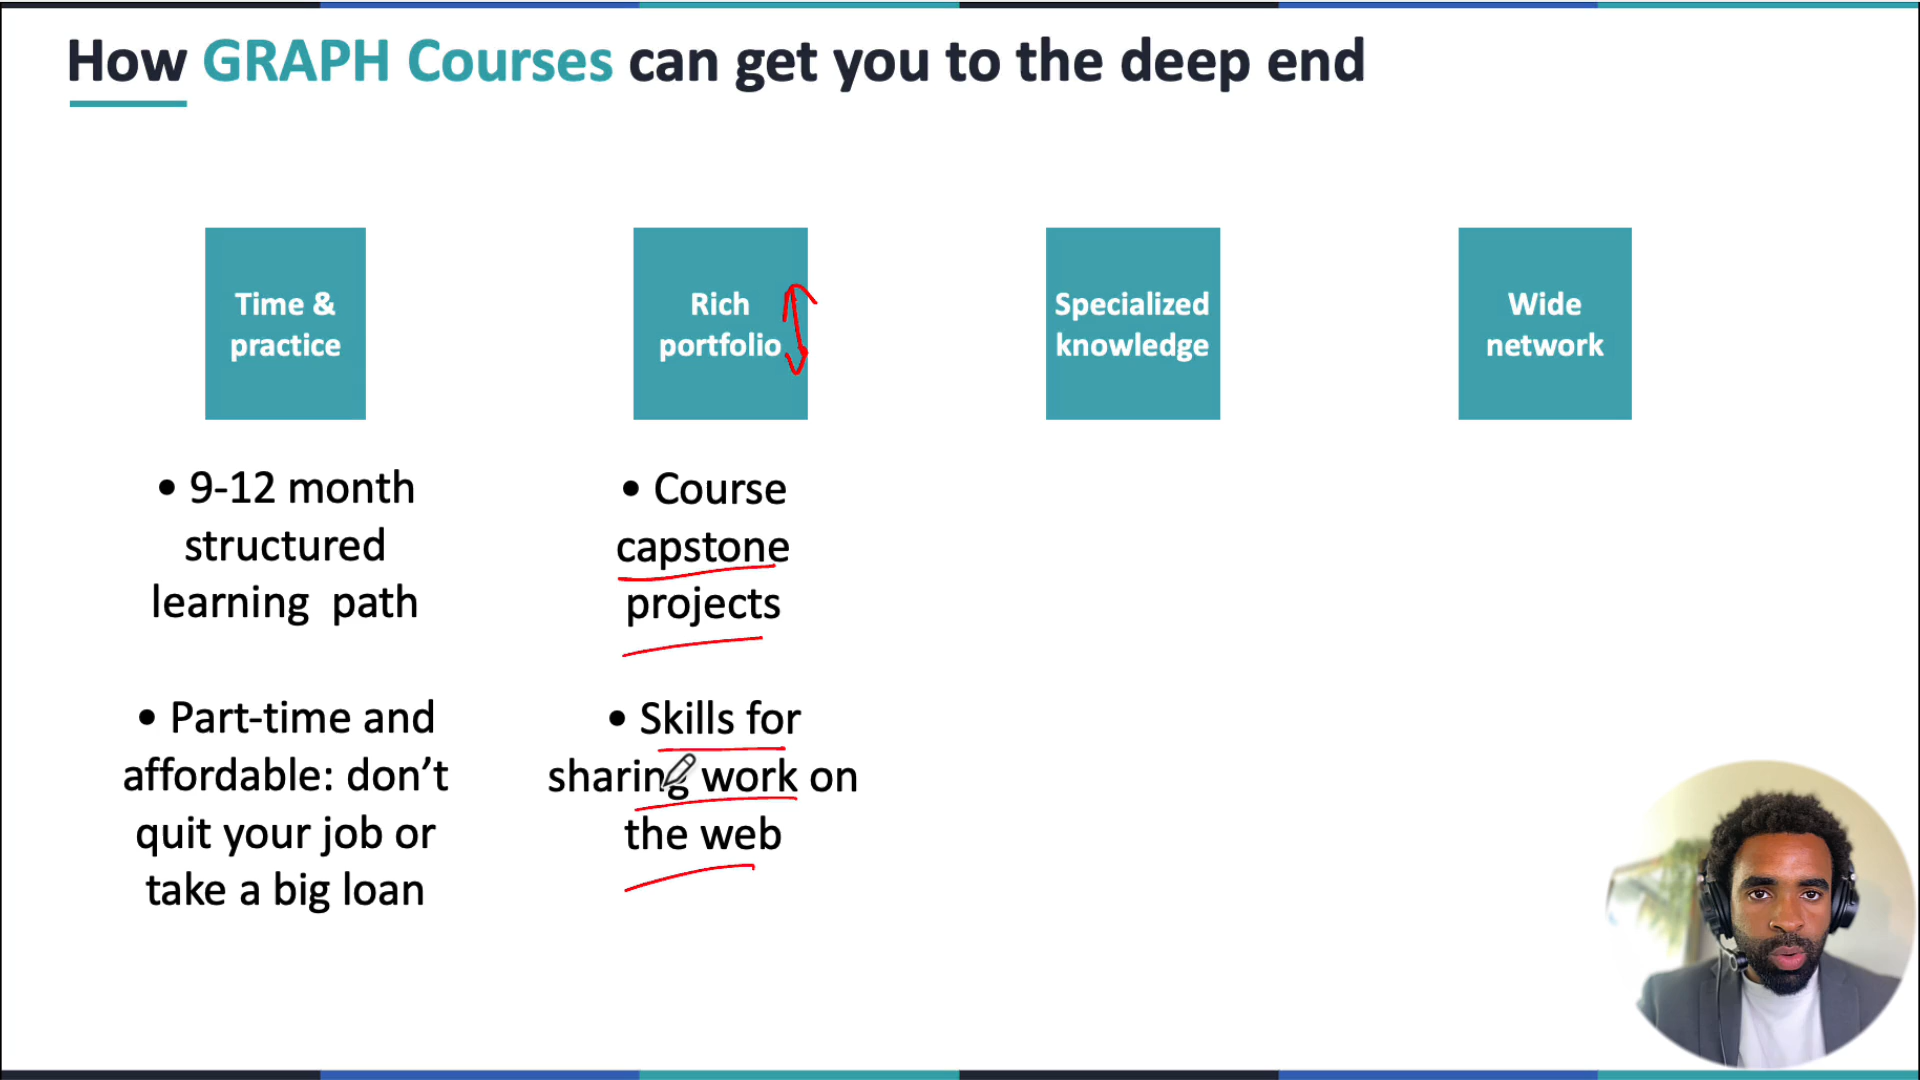 How GRAPH Courses can get you to the deep end
Time &
practice
Rich
portfolio
Specialized
knowledge
Wide
network
• 9-12 month
structured
learning path
• Part-time and
affordable: don’t
quit your job or
take a big loan
• Course
capstone
projects
• Skills for
sharing work on
the web